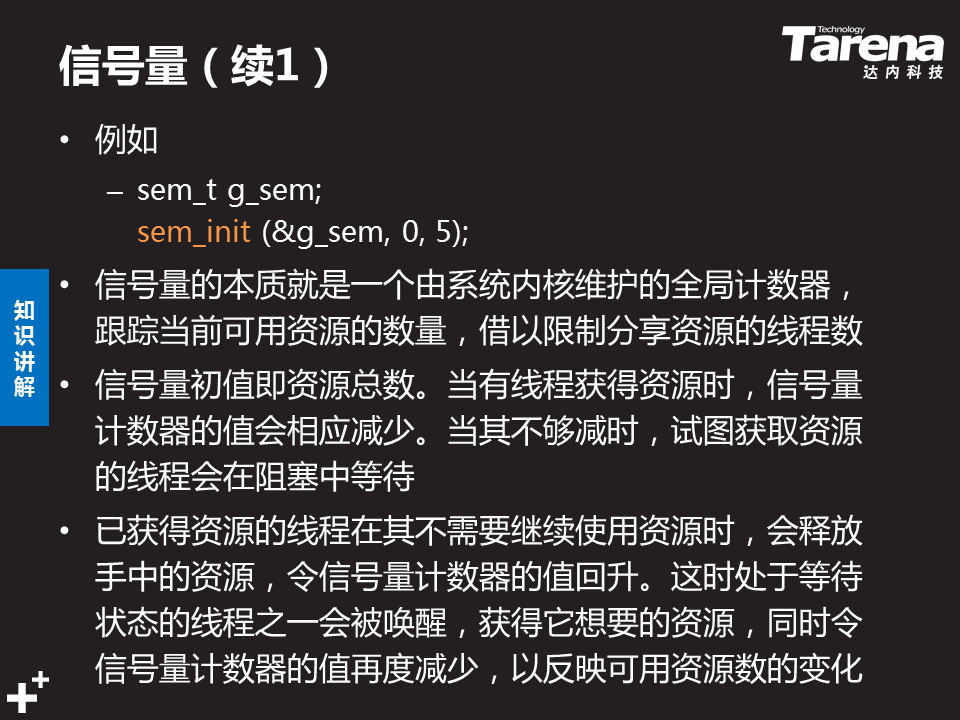 信号量（续1）
Technology
Tarena
达内科技
• 例如
– sem_t g_sem;
sem_init (&g_sem, 0, 5);
• 信号量的本质就是一个由系统内核维护的全局计数器，
跟踪当前可用资源的数量，借以限制分享资源的线程数
• 信号量初值即资源总数。当有线程获得资源时，信号量
计数器的值会相应减少。当其不够减时，试图获取资源
的线程会在阻塞中等待
• 已获得资源的线程在其不需要继续使用资源时，会释放
手中的资源，令信号量计数器的值回升。这时处于等待
状态的线程之一会被唤醒，获得它想要的资源，同时令
信号量计数器的值再度减少，以反映可用资源数的变化
知
识
讲
解